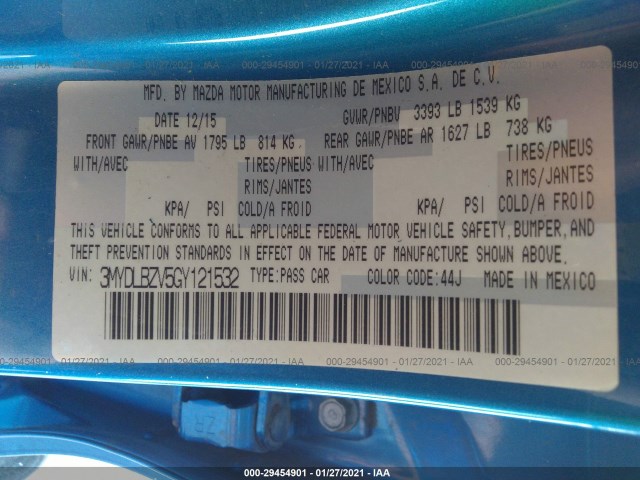 000-29454901 - 01/27/2021 - IAA
MFD. BY MAZDA MOTOR MANUFACTURING DE MEXICO S.A. DE C.V.
DATE 12/15 GVWR/PNBV 3393 LB 1539 KG
FRONT GAWR/PNBE AV 1795 LB 814 KG REAR GAWR/PNBE AR 1627 LB 738 KG
WITH/AVEC TIRES/PNEUS WITH/AVEC TIRES/PNEUS
RIMS/JANTES RIMS/JANTES
KPA/ PSI COLD/A FROID KPA/ PSI COLD/A FROID
THIS VEHICLE CONFORMS TO ALL APPLICABLE FEDERAL MOTOR VEHICLE SAFETY, BUMPER, AND
THEFT PREVENTION STANDARDS IN EFFECT ON THE DATE OF MANUFACTURE SHOWN ABOVE.
VIN: 3MYDLBZV5GY121532 TYPE:PASS CAR COLOR CODE:44J MADE IN MEXICO
000-29454901 - 01/27/2021 - IAA 000-29454901 - 01/27/2021 - IAA
ZR
000-29454901 - 01/27/2021 - IAA